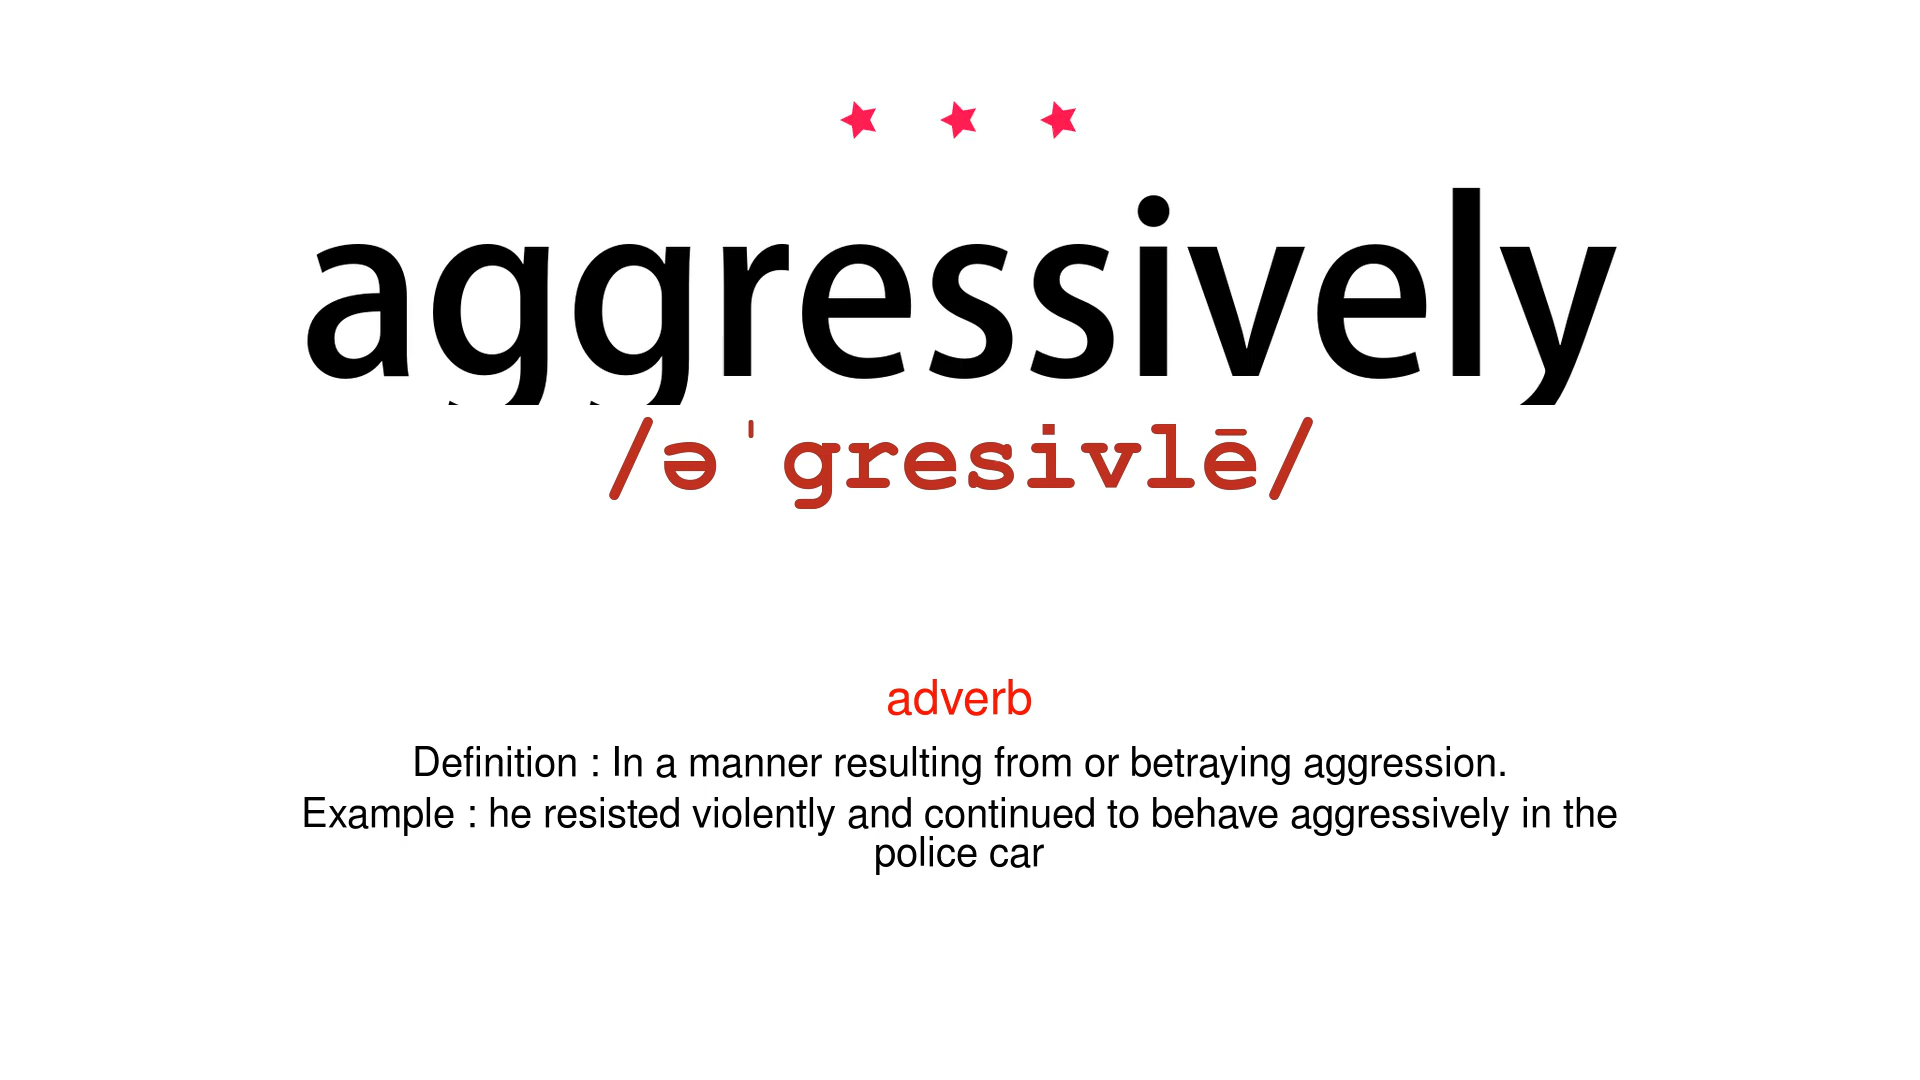 aggressively
/əˈgresivlē/
adverb
Definition : In a manner resulting from or betraying aggression.
Example : he resisted violently and continued to behave aggressively in the
police car